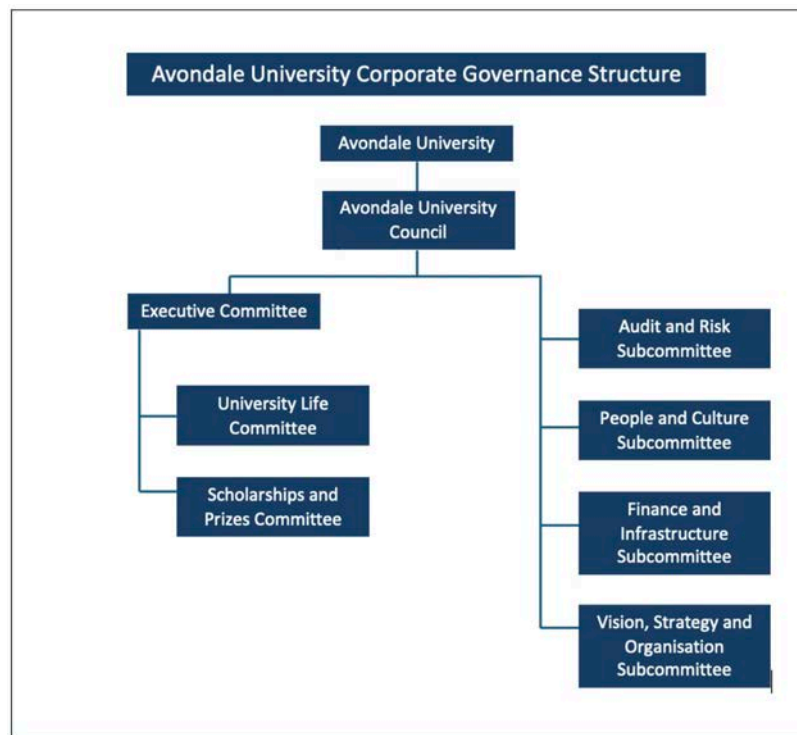 Avondale University Corporate Governance Structure
Avondale University
Avondale University
Council
Executive Committee
University Life
Committee
Scholarships and
Prizes Committee
Audit and Risk
Subcommittee
People and Culture
Subcommittee
Finance and
Infrastructure
Subcommittee
Vision, Strategy and
Organisation
Subcommittee